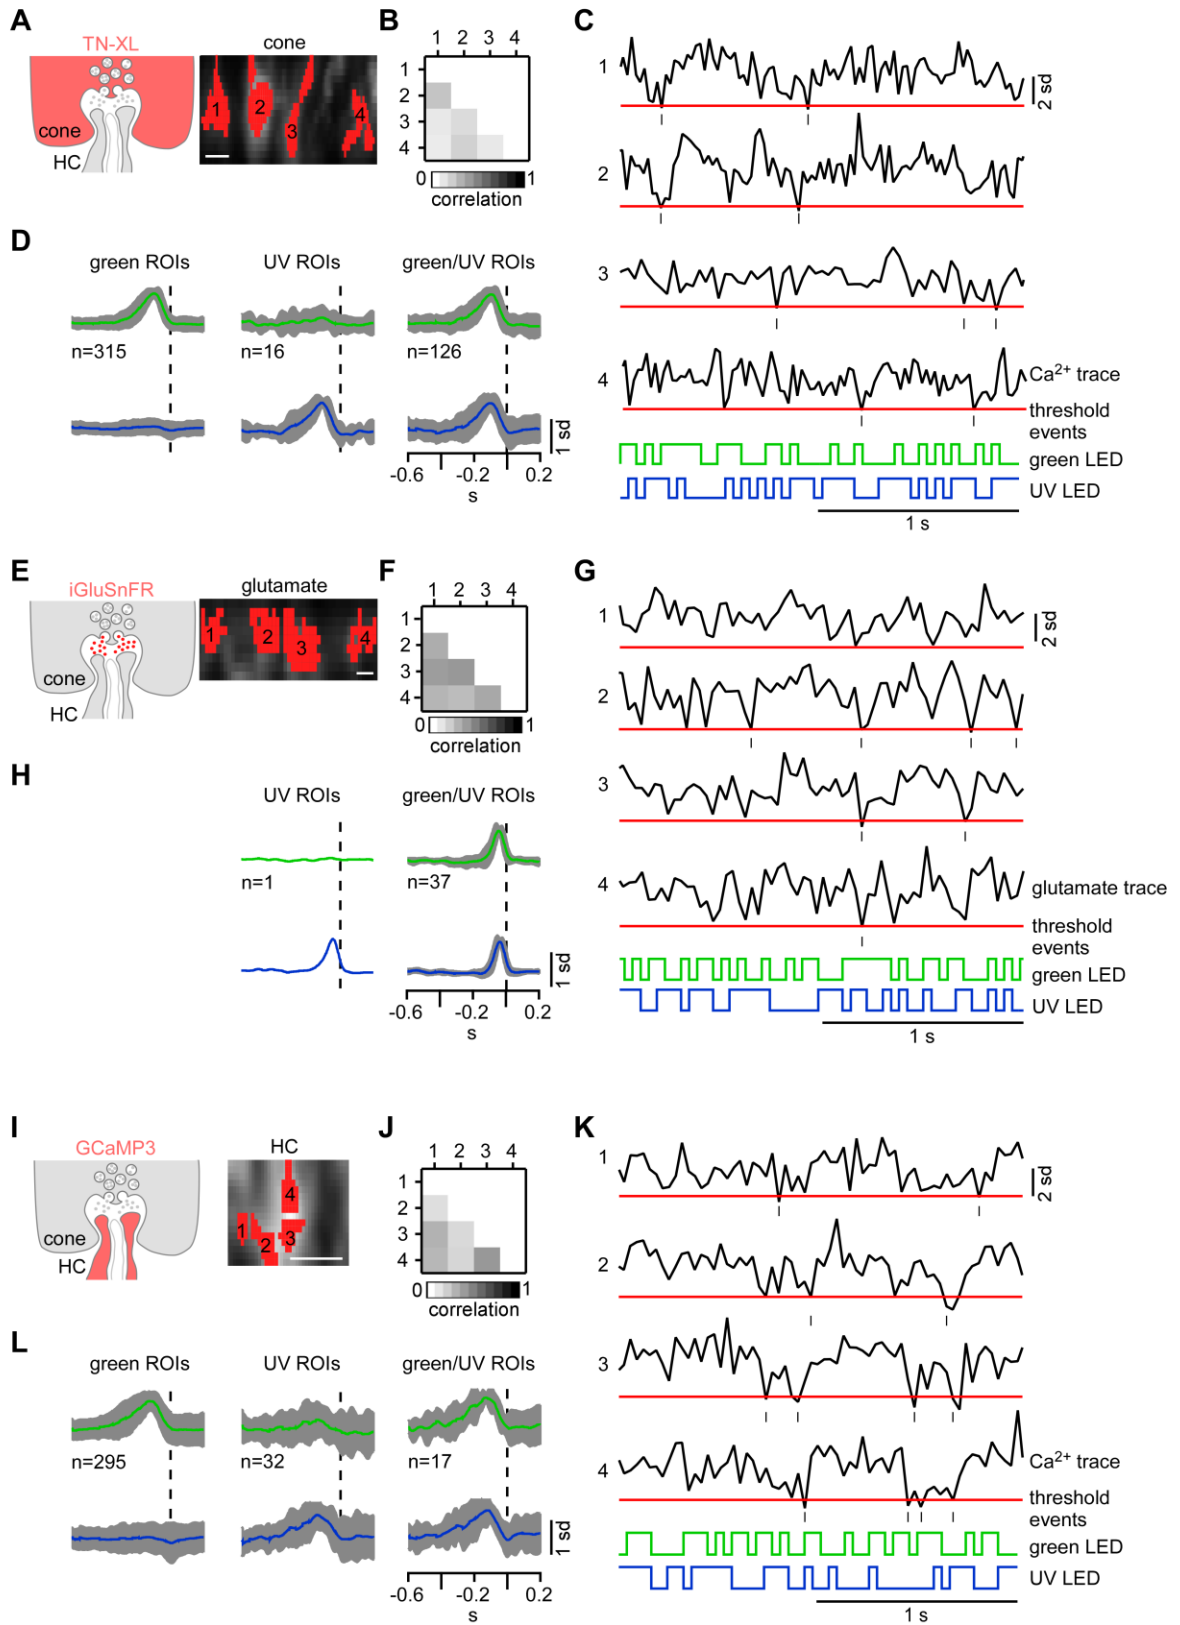 A
TN-XL
cone
HC
cone
1
2
3
4
B
1 2 3 4
1
2
3
4
0 1
correlation
C
1
2 sd
2
3
4
Ca2+ trace
threshold
events
green LED
UV LED
1 s
D
green ROIs
UV ROIs
green/UV ROIs
n=315
n=16
n=126
1 sd
-0.6 -0.2 0.2
s
E
iGluSnFR
cone
HC
glutamate
1
2
3
4
F
1 2 3 4
1
2
3
4
0 1
correlation
G
1
2 sd
2
3
4
glutamate trace
threshold
events
green LED
UV LED
1 s
H
UV ROIs
green/UV ROIs
n=1
n=37
1 sd
-0.6 -0.2 0.2
s
I
GCaMP3
cone
HC
HC
4
1
2
3
J
1 2 3 4
1
2
3
4
0 1
correlation
K
1
2 sd
2
3
4
Ca2+ trace
threshold
events
green LED
UV LED
1 s
L
green ROIs
UV ROIs
green/UV ROIs
n=295
n=32
n=17
1 sd
-0.6 -0.2 0.2
s